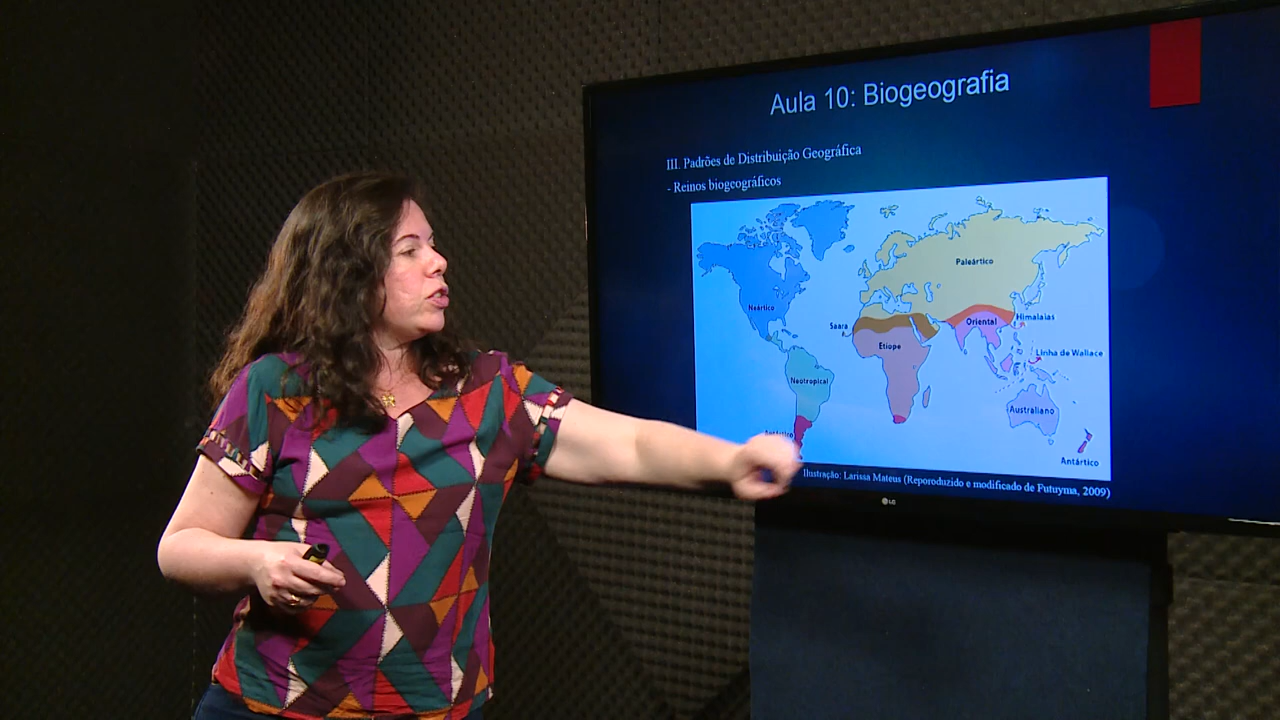 Aula 10: Biogeografia
III. Padrões de Distribuição Geográfica
- Reinos biogeográficos
Paleártico
Neártico
Saara
Himalaias
Oriental
Etíope
Linha de Wallace
Neotropical
Australiano
Antártico
Antártico
Ilustração: Larissa Mateus (Reporoduzido e modificado de Futuyma, 2009)
LG